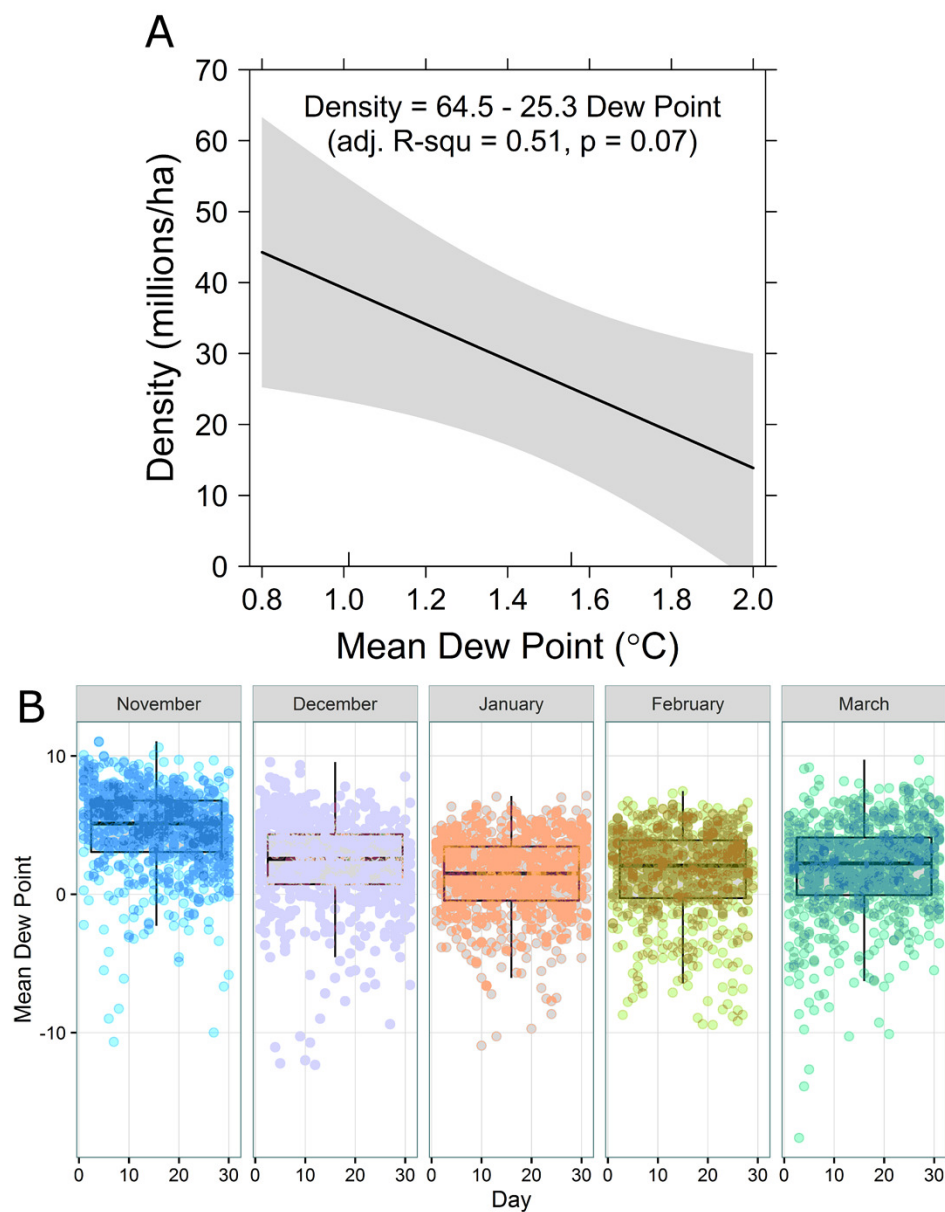 A
Density = 64.5 - 25.3 Dew Point
(adj. R-squ = 0.51, p = 0.07)
Density (millions/ha)
70
60
50
40
30
20
10
0
0.8 1.0 1.2 1.4 1.6 1.8 2.0
Mean Dew Point (°C)
B
November December January February March
Mean Dew Point
10
0
-10
0 10 20 30 0 10 20 30 0 10 20 30 0 10 20 30 0 10 20 30
Day